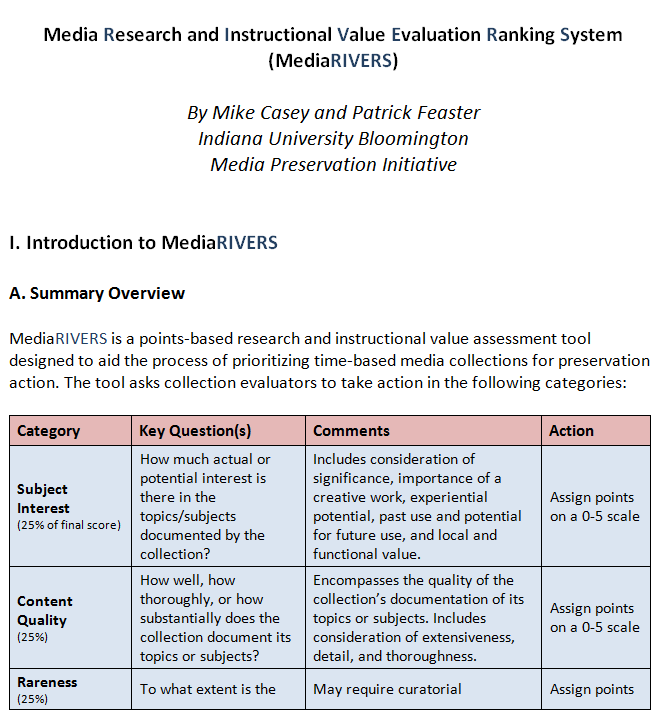 Media Research and Instructional Value Evaluation Ranking System
(MediaRIVERS)
By Mike Casey and Patrick Feaster
Indiana University Bloomington
Media Preservation Initiative
I. Introduction to MediaRIVERS
A. Summary Overview
MediaRIVERS is a points-based research and instructional value assessment tool
designed to aid the process of prioritizing time-based media collections for preservation
action. The tool asks collection evaluators to take action in the following categories:
Category
Key Question(s)
Comments
Action
Subject
Interest
(25% of final score)
How much actual or
potential interest is
there in the
topics/subjects
documented by the
collection?
Includes consideration of
significance, importance of a
creative work, experiential
potential, past use and potential
for future use, and local and
functional value.
Assign points
on a 0-5 scale
Content
Quality
(25%)
How well, how
thoroughly, or how
substantially does the
collection document its
topics or subjects?
Encompasses the quality of the
collection’s documentation of its
topics or subjects. Includes
consideration of extensiveness,
detail, and thoroughness.
Assign points
on a 0-5 scale
Rareness
(25%)
To what extent is the
May require curatorial
Assign points